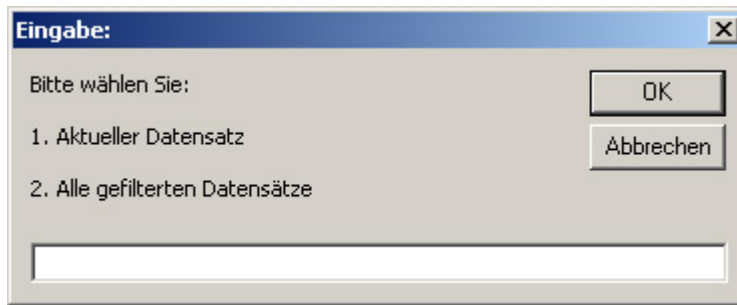 Eingabe:
Bitte wählen Sie:
OK
1. Aktueller Datensatz
Abbrechen
2. Alle gefilterten Datensätze